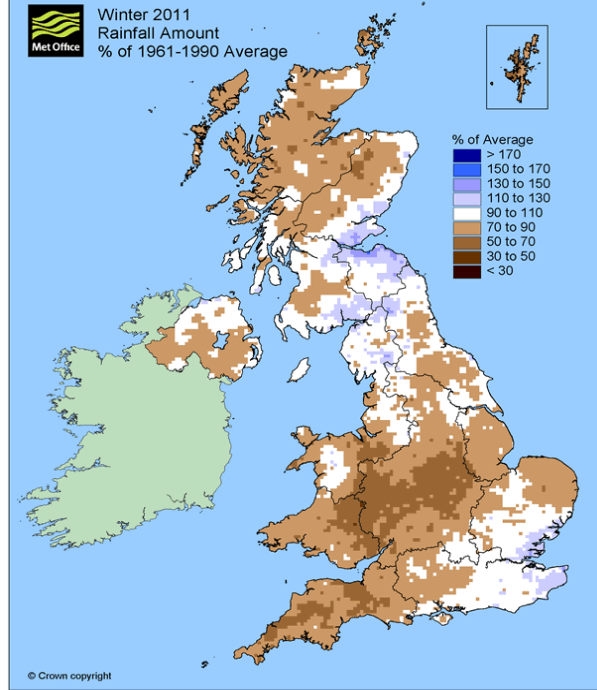 Met Office
Winter 2011
Rainfall Amount
% of 1961-1990 Average
% of Average
> 170
150 to 170
130 to 150
110 to 130
90 to 110
70 to 90
50 to 70
30 to 50
< 30
© Crown copyright